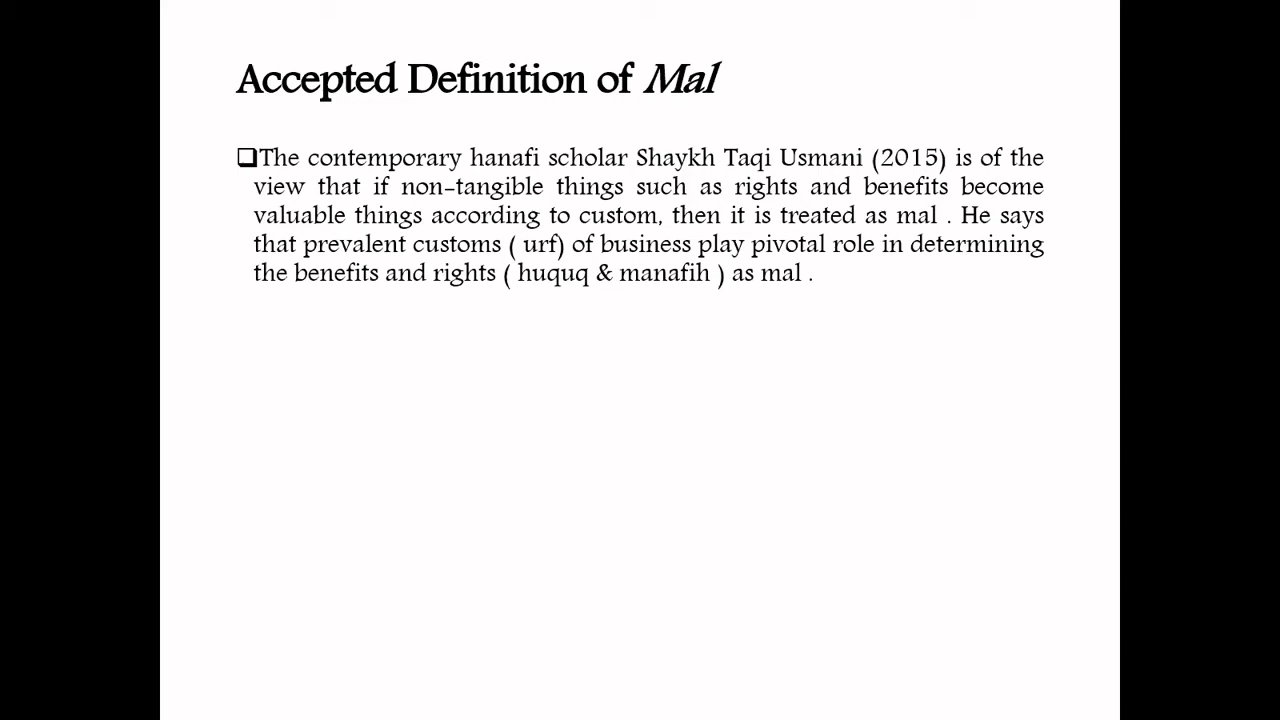 Accepted Definition of Mal
❑The contemporary hanafi scholar Shaykh Taqi Usmani (2015) is of the
view that if non-tangible things such as rights and benefits become
valuable things according to custom, then it is treated as mal . He says
that prevalent customs ( urf) of business play pivotal role in determining
the benefits and rights ( huquq & manafih ) as mal .